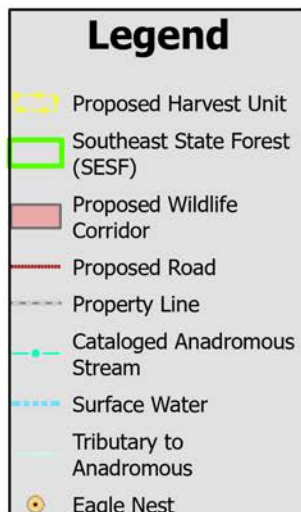 Legend
Proposed Harvest Unit
Southeast State Forest
(SESF)
Proposed Wildlife
Corridor
Proposed Road
Property Line
Cataloged Anadromous
Stream
Surface Water
Tributary to
Anadromous
Eagle Nest